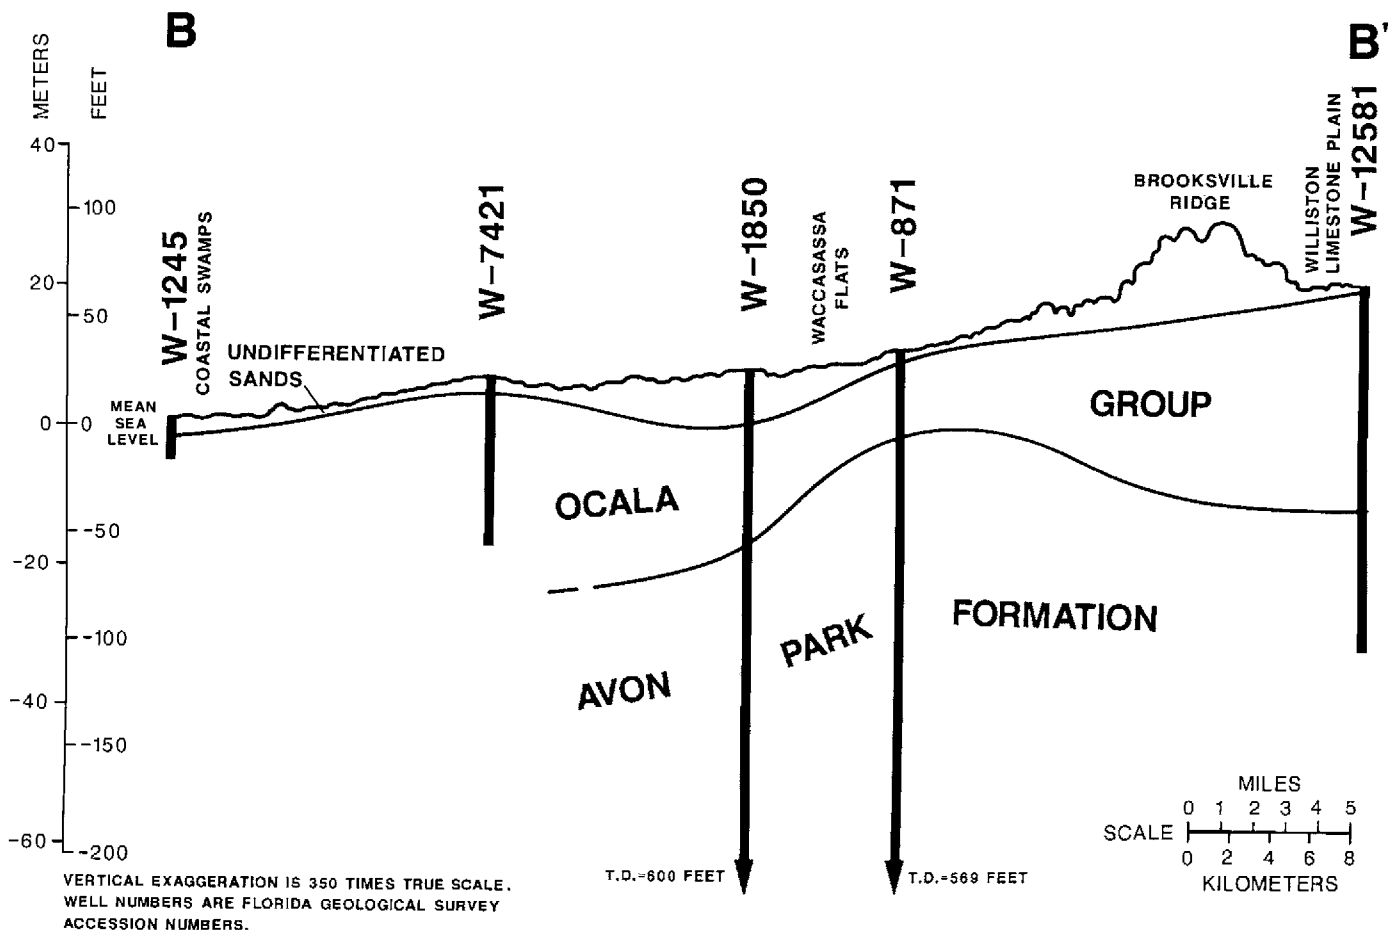 B
B'
METERS
FEET
40
100
20
50
0
0
-50
-20
-100
-40
-150
-60
-200
MEAN
SEA
LEVEL
W-1245
COASTAL SWAMPS
UNDIFFERENTIATED
SANDS
W-7421
W-1850
WACCASASSA
FLATS
W-871
BROOKSVILLE
RIDGE
WILLISTON
LIMESTONE PLAIN
W-12581
OCALA
GROUP
AVON
PARK
FORMATION
T.D.=600 FEET
T.D.=569 FEET
MILES
0 1 2 3 4 5
SCALE
0 2 4 6 8
KILOMETERS
VERTICAL EXAGGERATION IS 350 TIMES TRUE SCALE.
WELL NUMBERS ARE FLORIDA GEOLOGICAL SURVEY
ACCESSION NUMBERS.